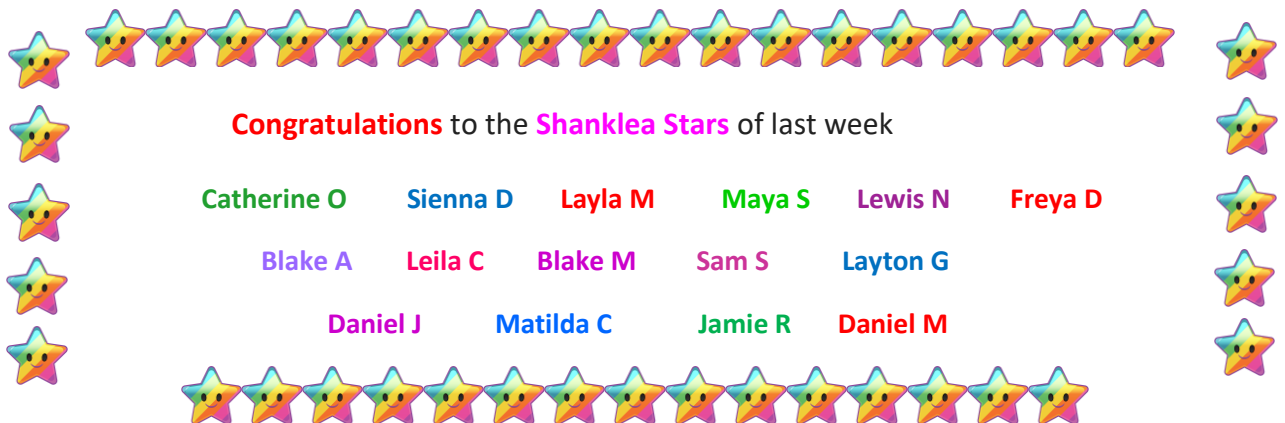 Congratulations to the Shanklea Stars of last week
Catherine O Sienna D Layla M Maya S Lewis N Freya D
Blake A Leila C Blake M Sam S Layton G
Daniel J Matilda C Jamie R Daniel M